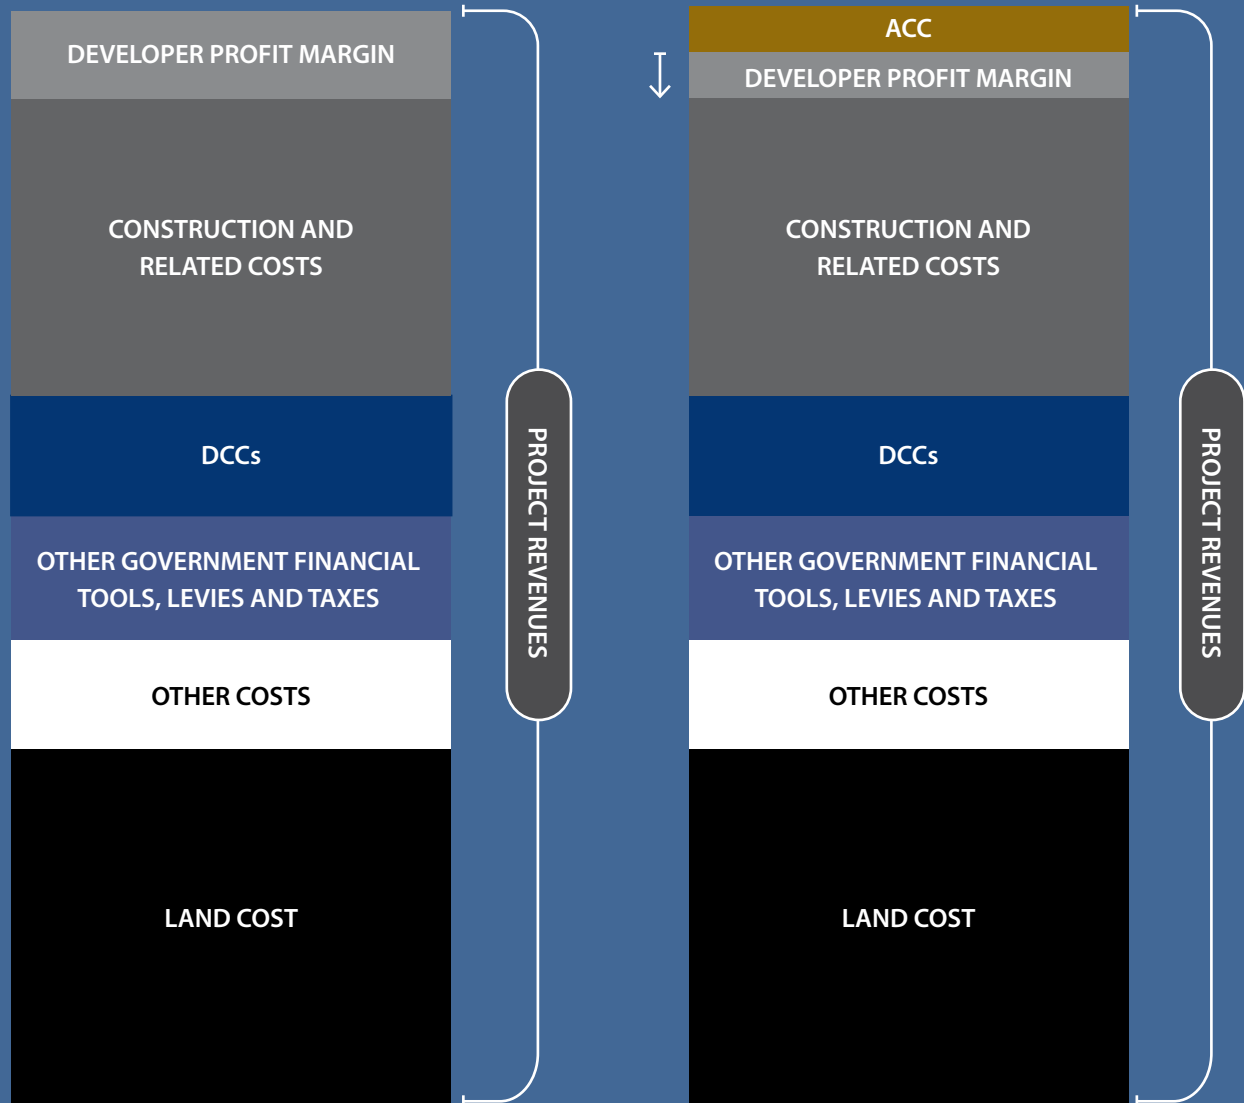 DEVELOPER PROFIT MARGIN
CONSTRUCTION AND
RELATED COSTS
DCCs
OTHER GOVERNMENT FINANCIAL
TOOLS, LEVIES AND TAXES
OTHER COSTS
LAND COST
PROJECT REVENUES
ACC
DEVELOPER PROFIT MARGIN
CONSTRUCTION AND
RELATED COSTS
DCCs
OTHER GOVERNMENT FINANCIAL
TOOLS, LEVIES AND TAXES
OTHER COSTS
LAND COST
PROJECT REVENUES